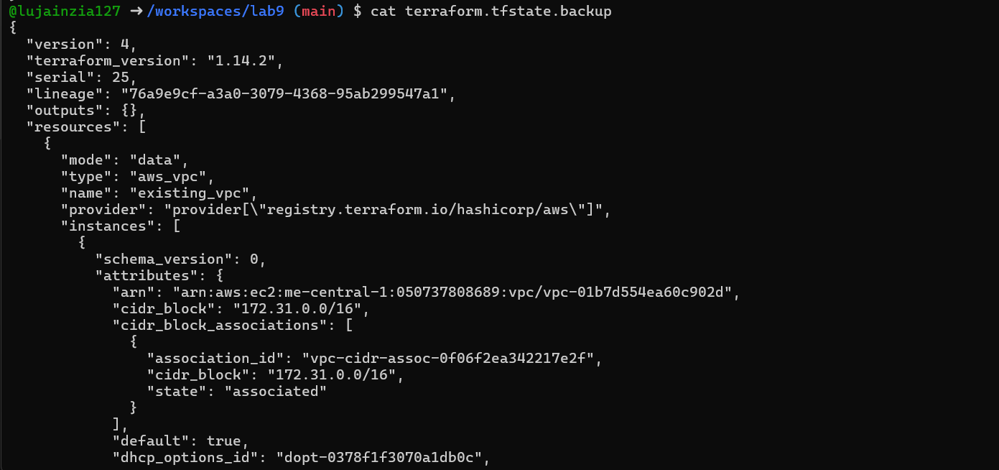 @lujainzia127 ➜ /workspaces/lab9 (main) $ cat terraform.tfstate.backup
{
  "version": 4,
  "terraform_version": "1.14.2",
  "serial": 25,
  "lineage": "76a9e9cf-a3a0-3079-4368-95ab299547a1",
  "outputs": {},
  "resources": [
    {
      "mode": "data",
      "type": "aws_vpc",
      "name": "existing_vpc",
      "provider": "provider[\"registry.terraform.io/hashicorp/aws\"]",
      "instances": [
        {
          "schema_version": 0,
          "attributes": {
            "arn": "arn:aws:ec2:me-central-1:050737808689:vpc/vpc-01b7d554ea60c902d",
            "cidr_block": "172.31.0.0/16",
            "cidr_block_associations": [
              {
                "association_id": "vpc-cidr-assoc-0f06f2ea342217e2f",
                "cidr_block": "172.31.0.0/16",
                "state": "associated"
              }
            ],
            "default": true,
            "dhcp_options_id": "dopt-0378f1f3070a1db0c",